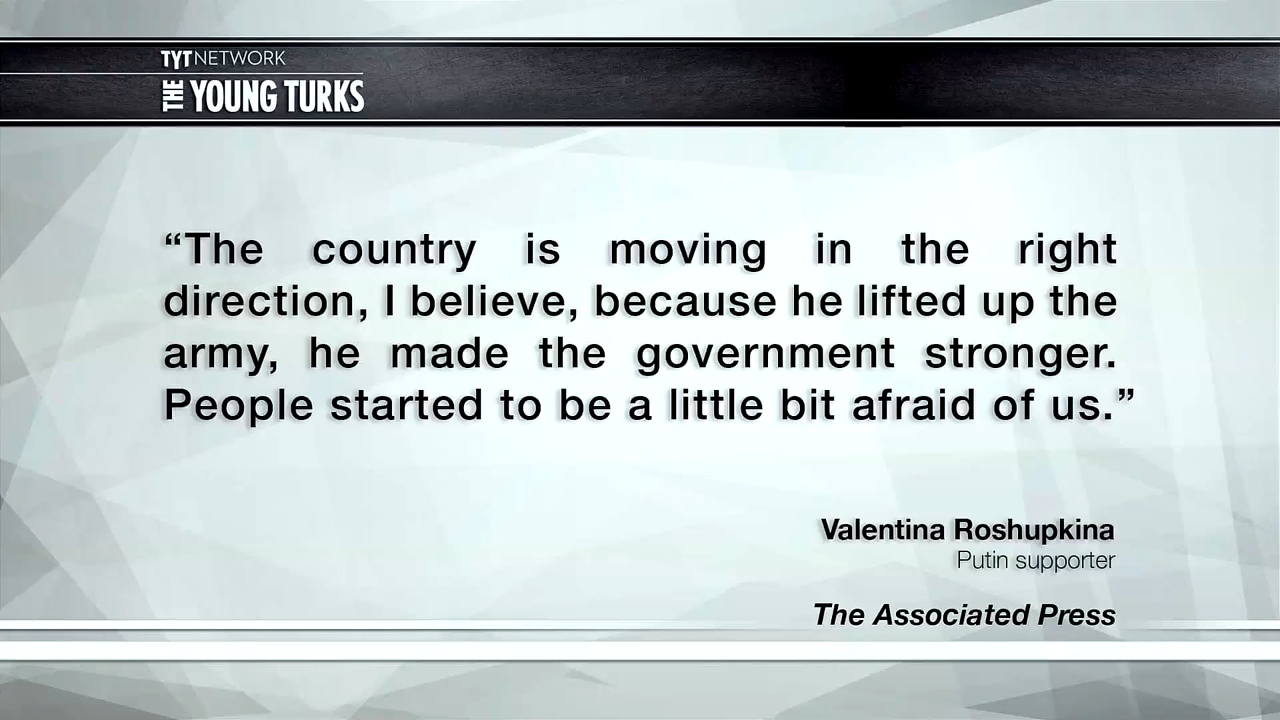 TYT NETWORK
THE YOUNG TURKS
“The country is moving in the right
direction, I believe, because he lifted up the
army, he made the government stronger.
People started to be a little bit afraid of us.”
Valentina Roshupkina
Putin supporter
The Associated Press